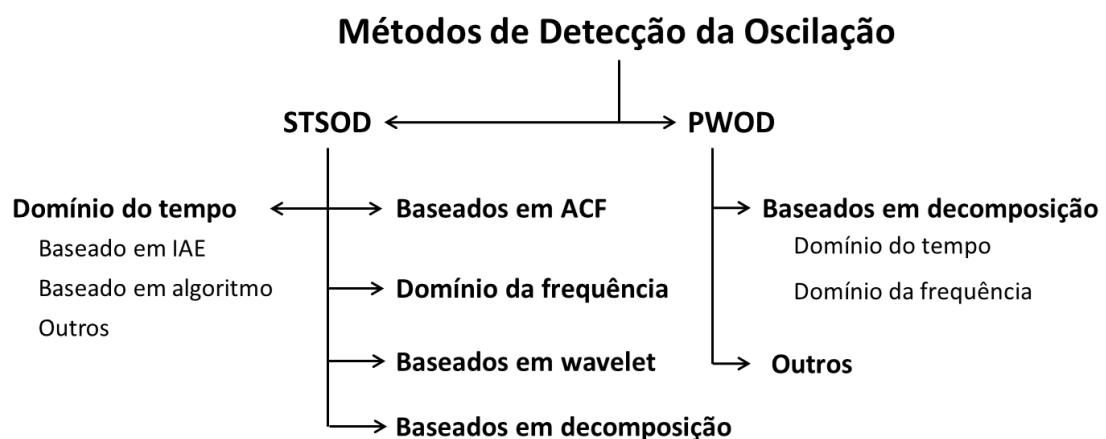 Métodos de Detecção da Oscilação
STSOD
PWOD
Domínio do tempo
Baseado em IAE
Baseado em algoritmo
Outros
Baseados em ACF
Domínio da frequência
Baseados em wavelet
Baseados em decomposição
Baseados em decomposição
Domínio do tempo
Domínio da frequência
Outros